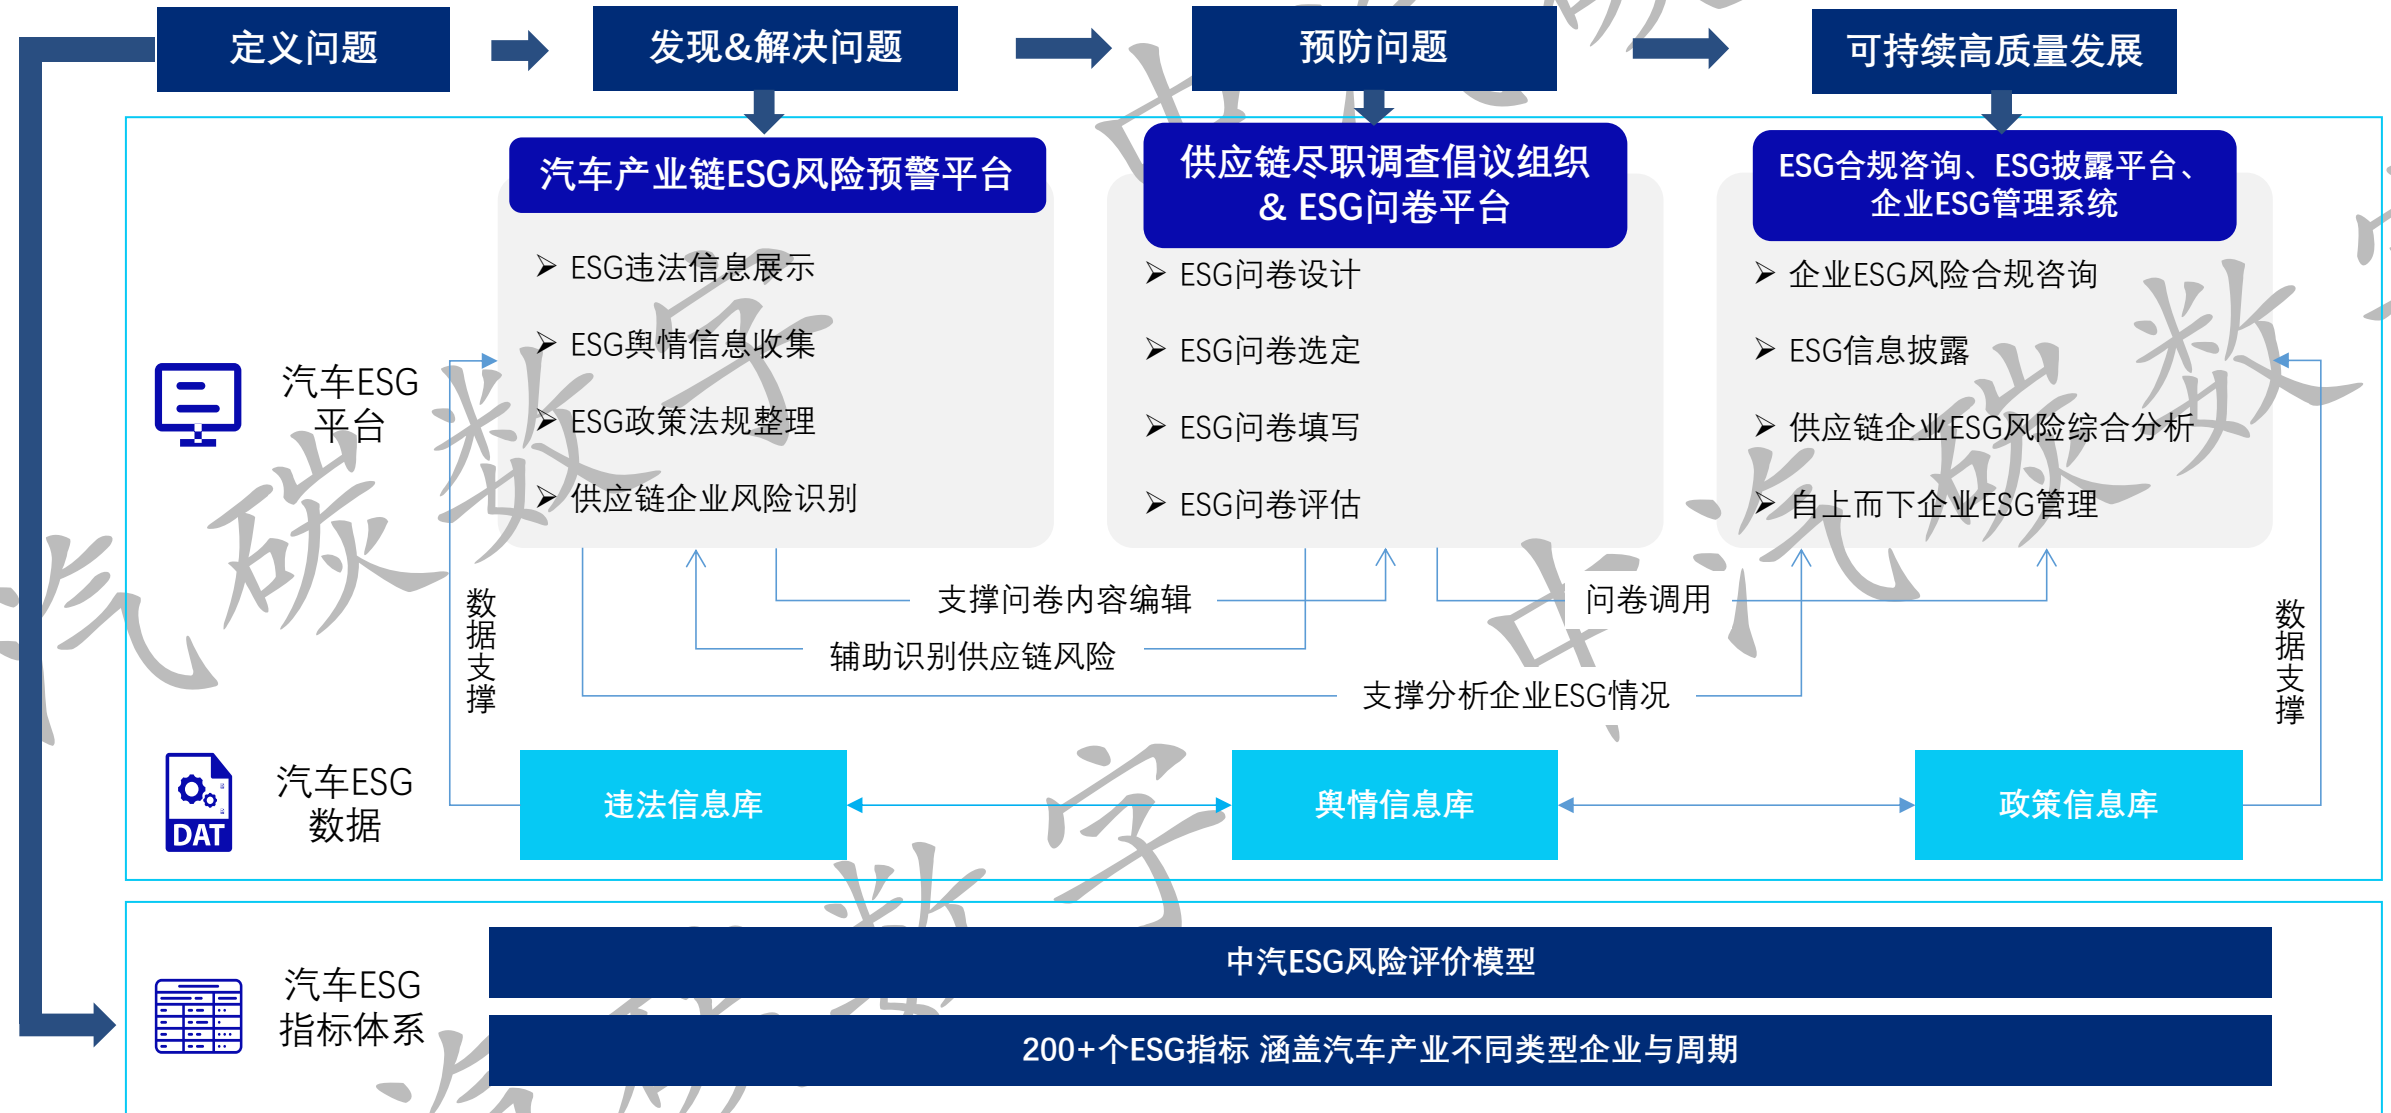 定义问题
发现&解决问题
预防问题
可持续高质量发展
汽车产业链ESG风险预警平台
ESG违法信息展示
ESG舆情信息收集
ESG政策法规整理
供应链企业风险识别
供应链尽职调查倡议组织
& ESG问卷平台
ESG问卷设计
ESG问卷选定
ESG问卷填写
ESG问卷评估
ESG合规咨询、ESG披露平台、
企业ESG管理系统
企业ESG风险合规咨询
ESG信息披露
供应链企业ESG风险综合分析
自上而下企业ESG管理
汽车ESG
平台
数据支撑
支撑问卷内容编辑
问卷调用
辅助识别供应链风险
支撑分析企业ESG情况
数据支撑
汽车ESG
数据
DAT
违法信息库
舆情信息库
政策信息库
汽车ESG
指标体系
中汽ESG风险评价模型
200+个ESG指标 涵盖汽车产业不同类型企业与周期
中汽碳数字